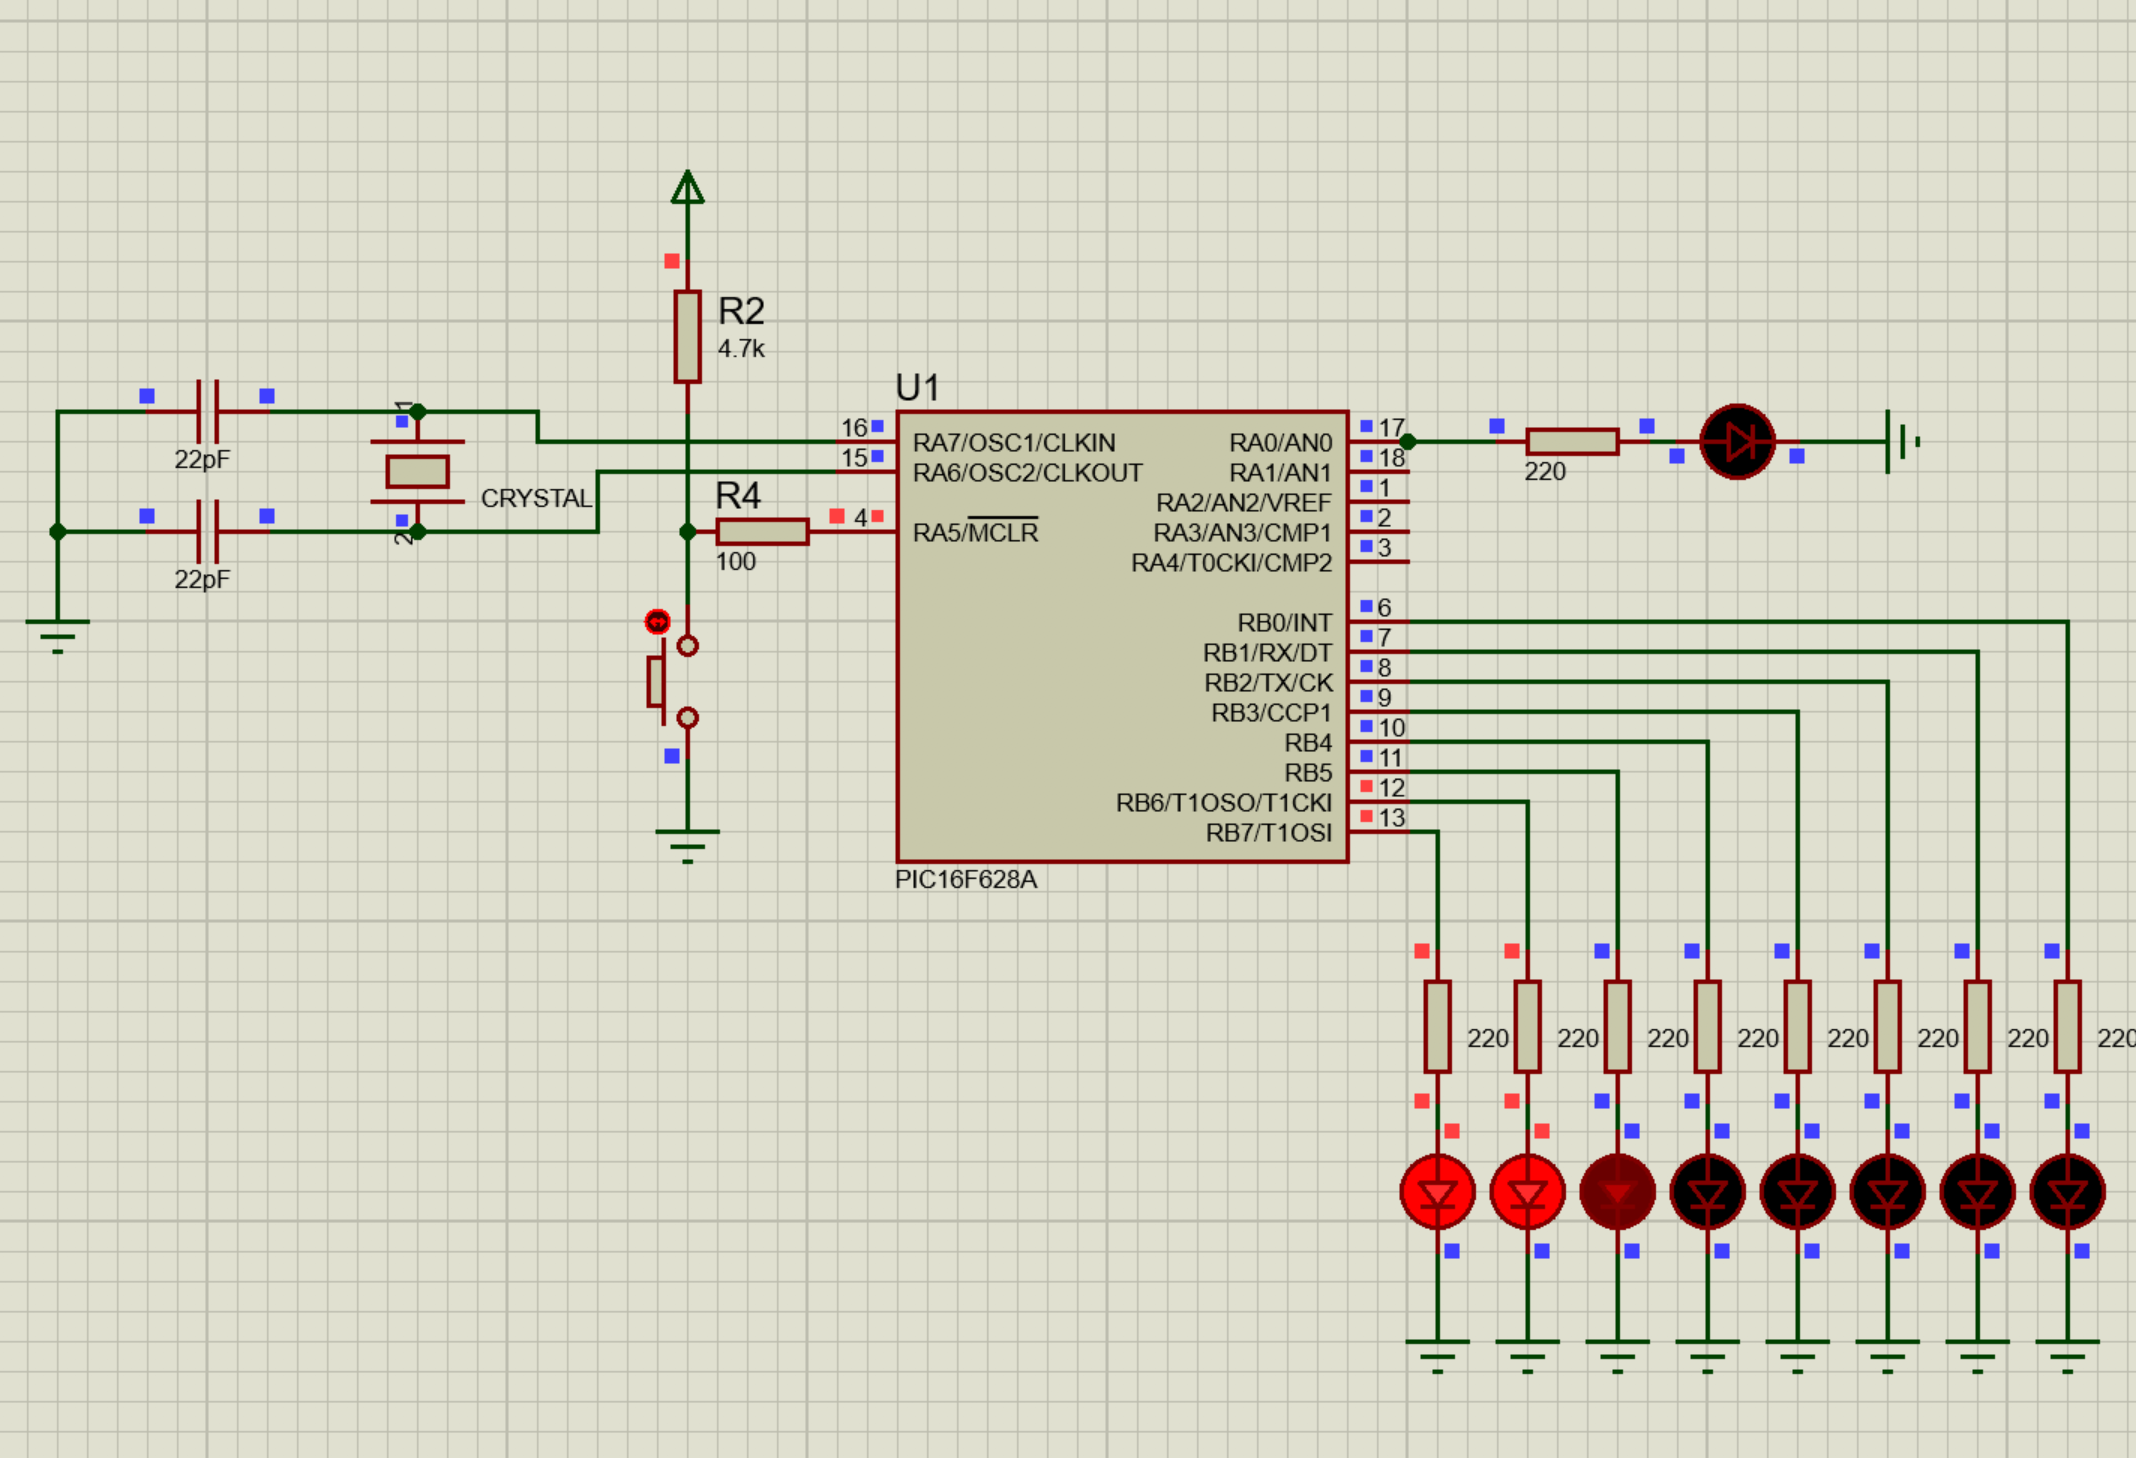 R2
4.7k
U1
1
22pF
CRYSTAL
2
22pF
R4
100
16
15
4
RA7/OSC1/CLKIN
RA6/OSC2/CLKOUT
RA5/MCLR
RA0/AN0
RA1/AN1
RA2/AN2/VREF
RA3/AN3/CMP1
RA4/T0CKI/CMP2
RB0/INT
RB1/RX/DT
RB2/TX/CK
RB3/CCP1
RB4
RB5
RB6/T1OSO/T1CKI
RB7/T1OSI
17
18
1
2
3
6
7
8
9
10
11
12
13
220
PIC16F628A
220 220 220 220 220 220 220 220